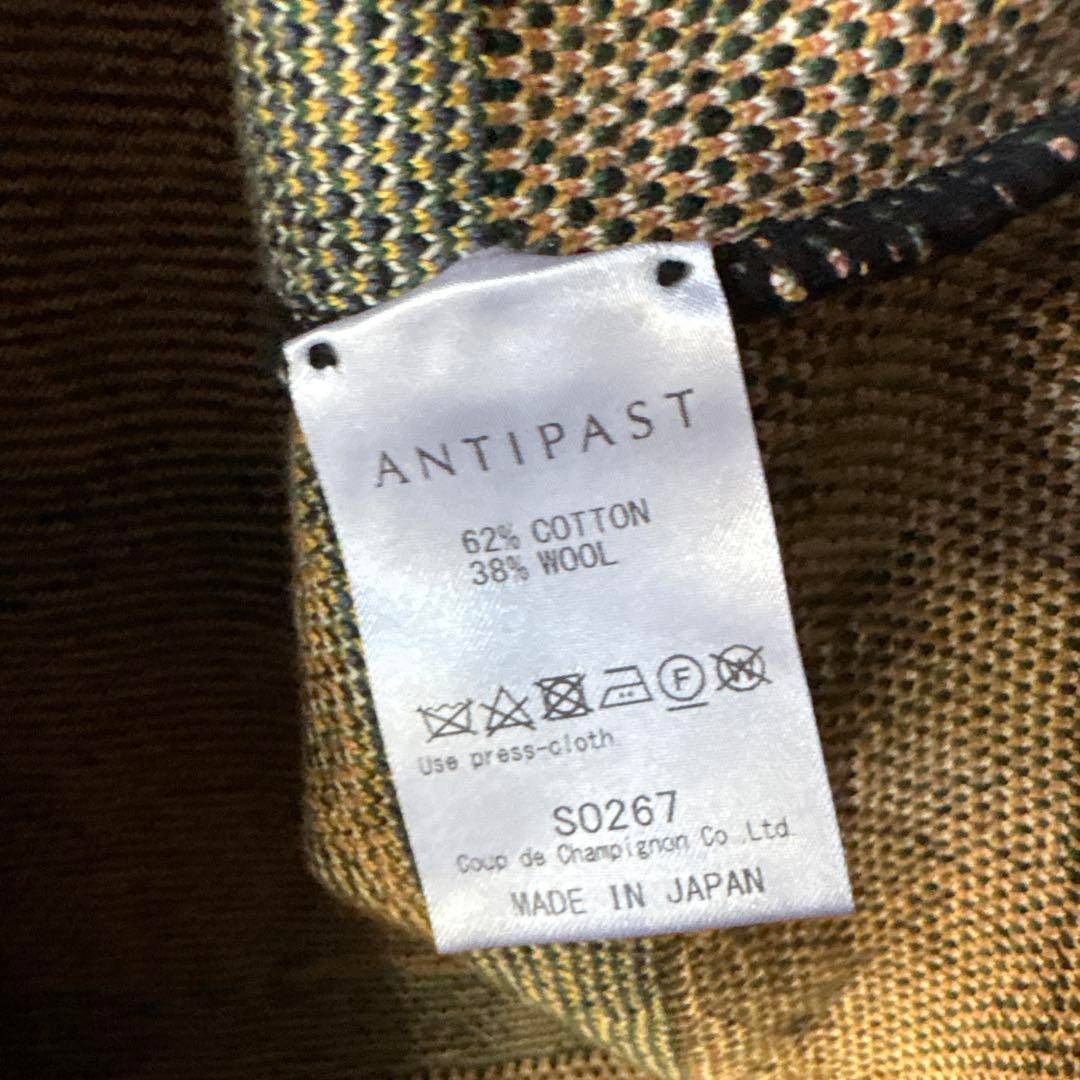 ANTIPAST
62% COTTON
38% WOOL
F W
Use press-cloth
S0267
Coup de Champignon Co.,Ltd.
MADE IN JAPAN